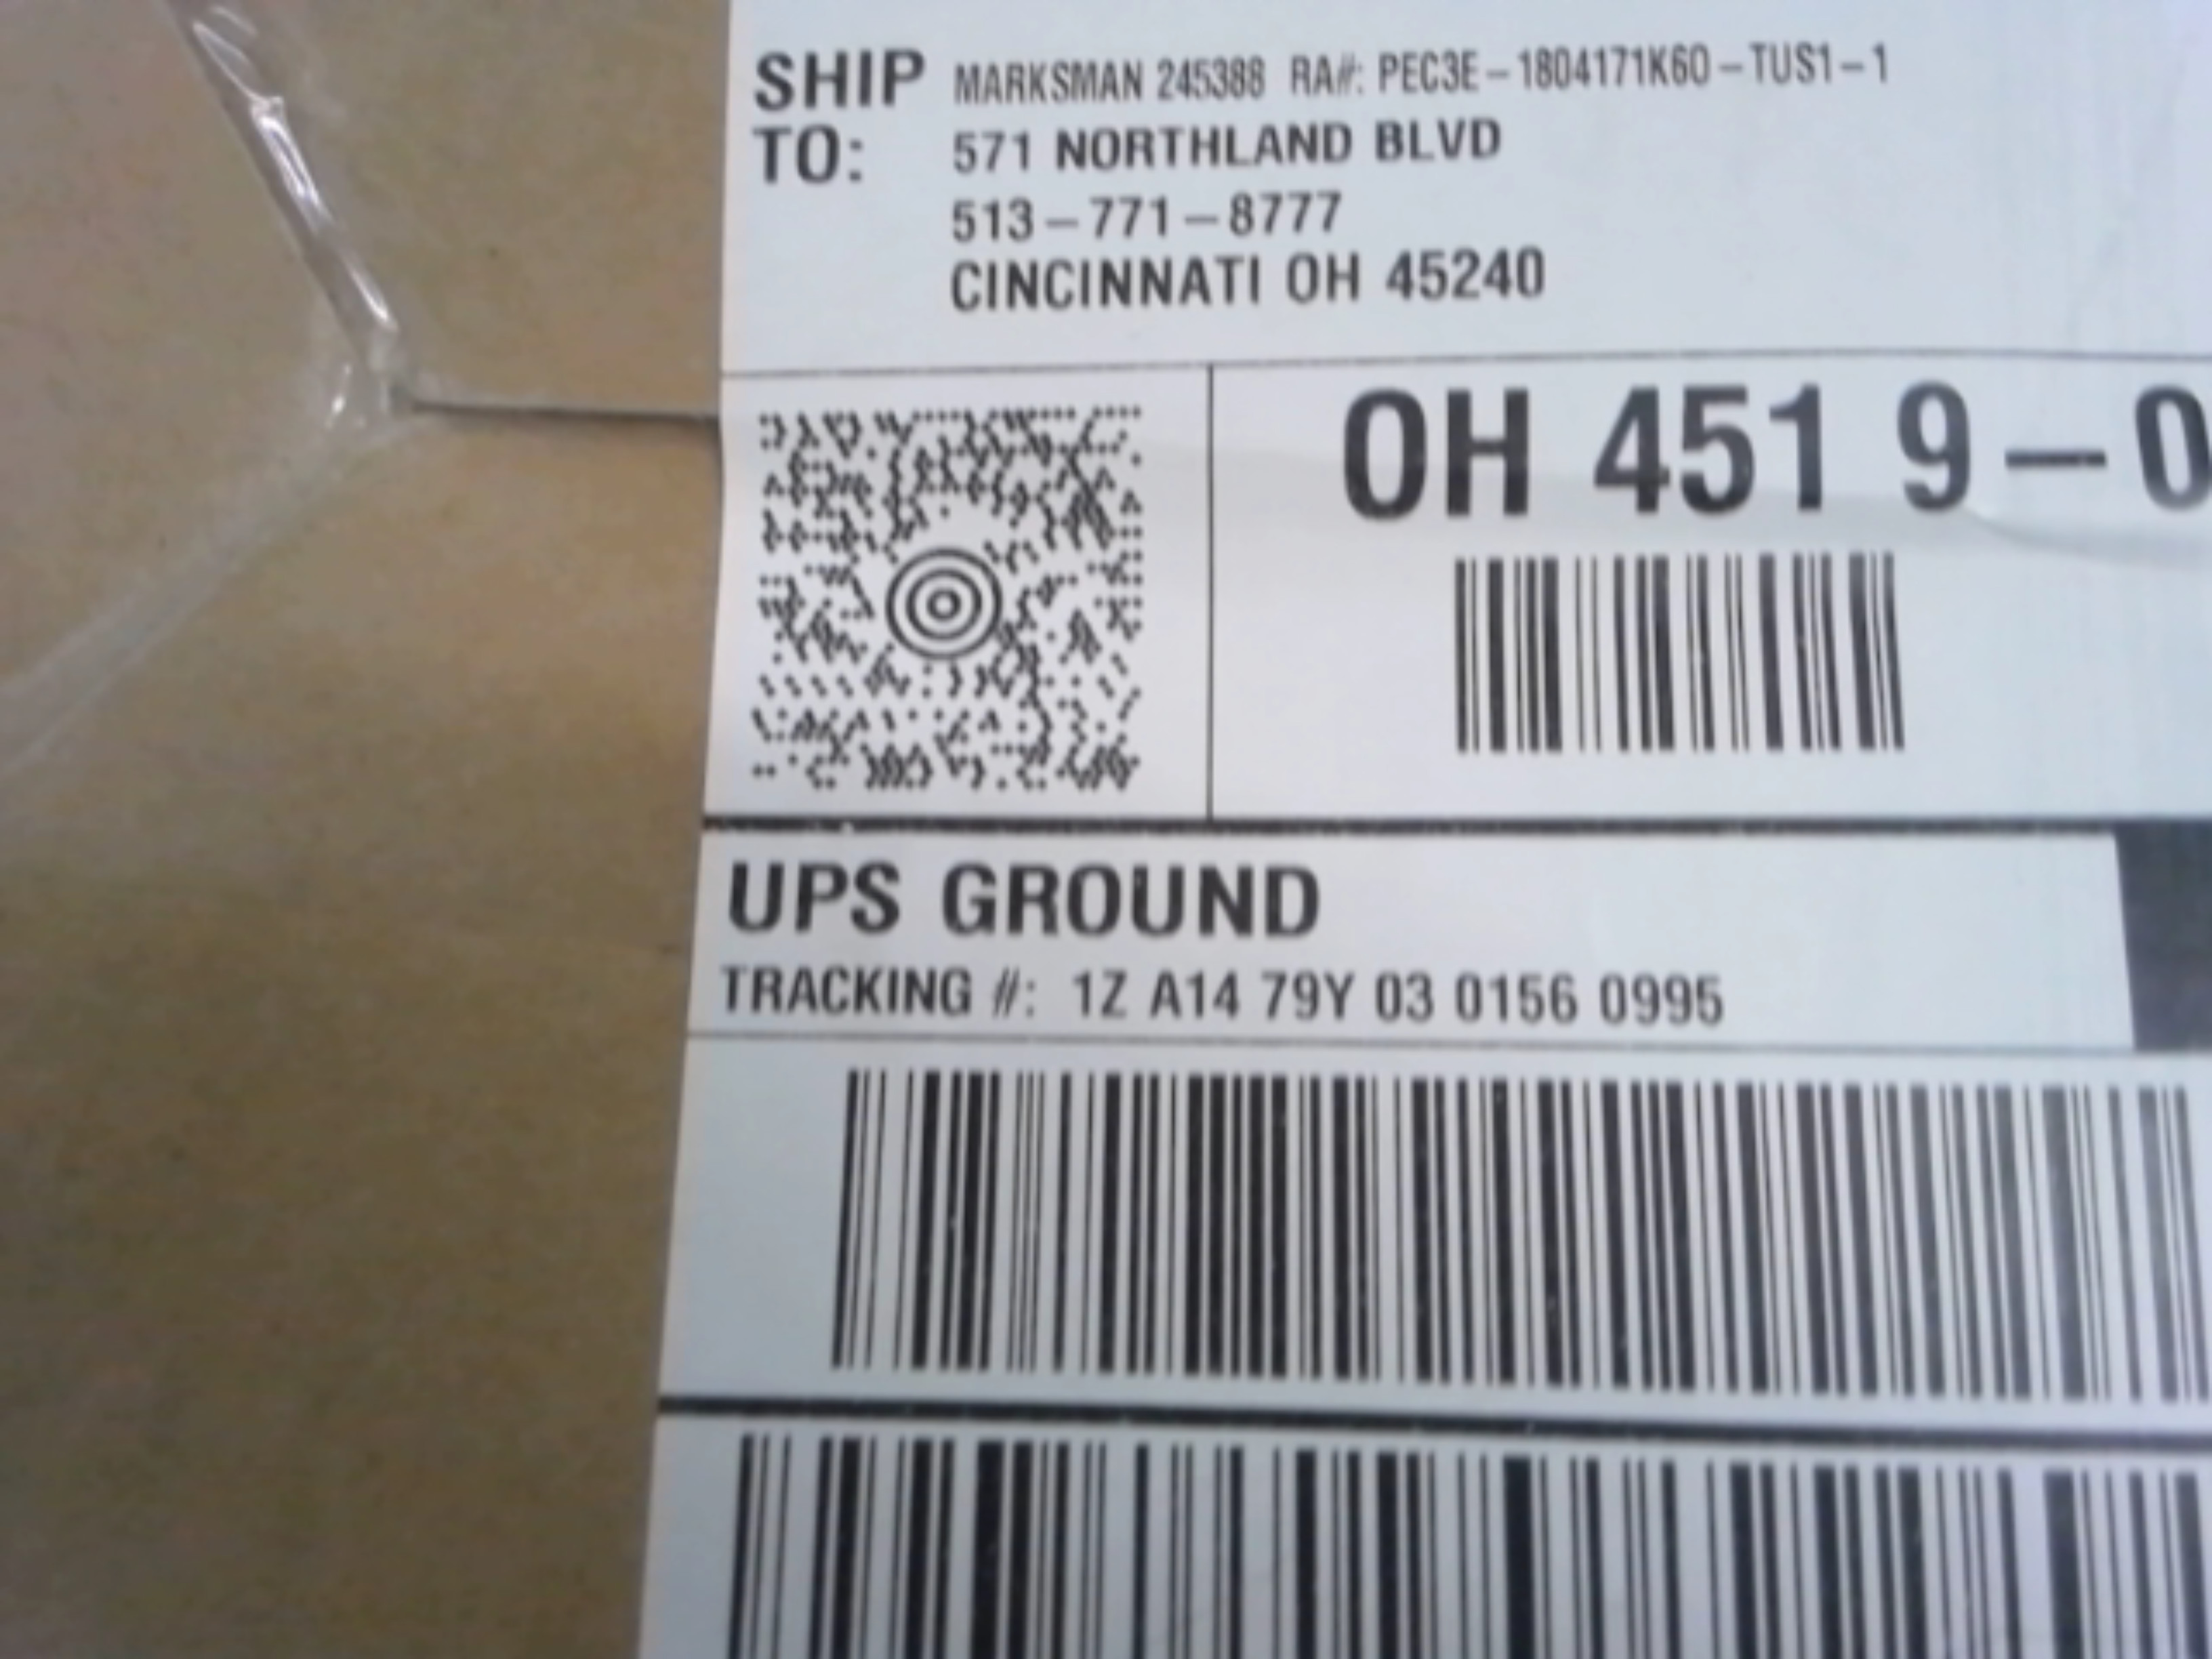 SHIP TO: MARKSMAN 245388 RA#: PEC3E-1804171K60-TUS1-1
571 NORTHLAND BLVD
513-771-8777
CINCINNATI OH 45240
OH 451 9-0
UPS GROUND
TRACKING #: 1Z A14 79Y 03 0156 0995